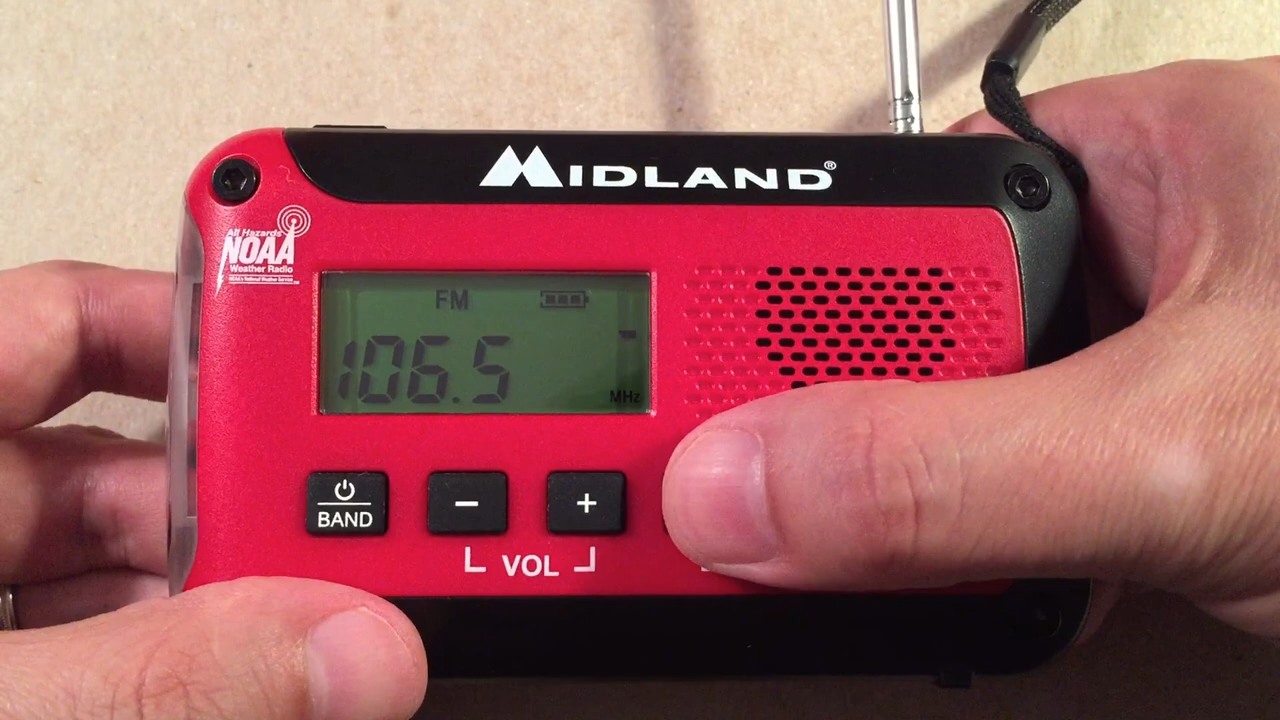 MIDLAND®
All Hazards
NOAA
Weather Radio
FM
106.5
MHz
BAND
- +
VOL